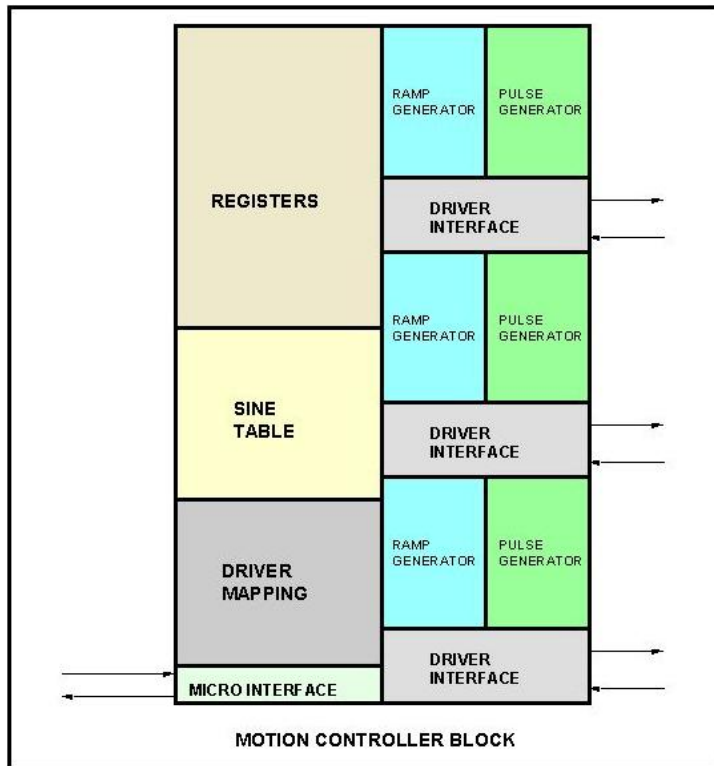 RAMP
GENERATOR
PULSE
GENERATOR
REGISTERS
DRIVER
INTERFACE
RAMP
GENERATOR
PULSE
GENERATOR
SINE
TABLE
DRIVER
INTERFACE
RAMP
GENERATOR
PULSE
GENERATOR
DRIVER
MAPPING
DRIVER
INTERFACE
MICRO INTERFACE
MOTION CONTROLLER BLOCK